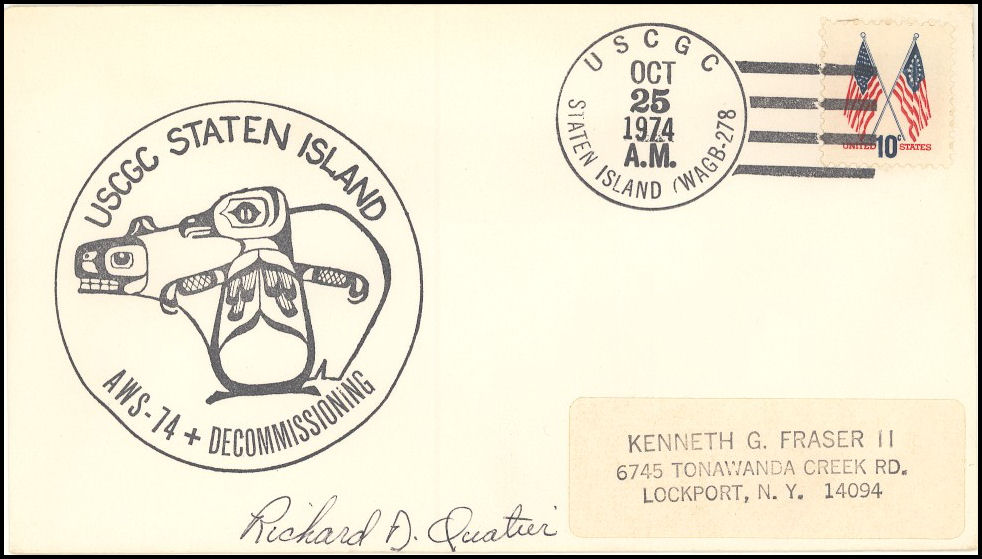 USCGC
OCT
25
1974
A.M.
STATEN ISLAND (WAGB-278
UNITED 10c STATES
USCGC STATEN ISLAND
AWS-74 + DECOMMISSIONiNG
KENNETH G. FRASER II
6745 TONAWANDA CREEK RD.
LOCKPORT, N. Y. 14094
Richard D. Quatier